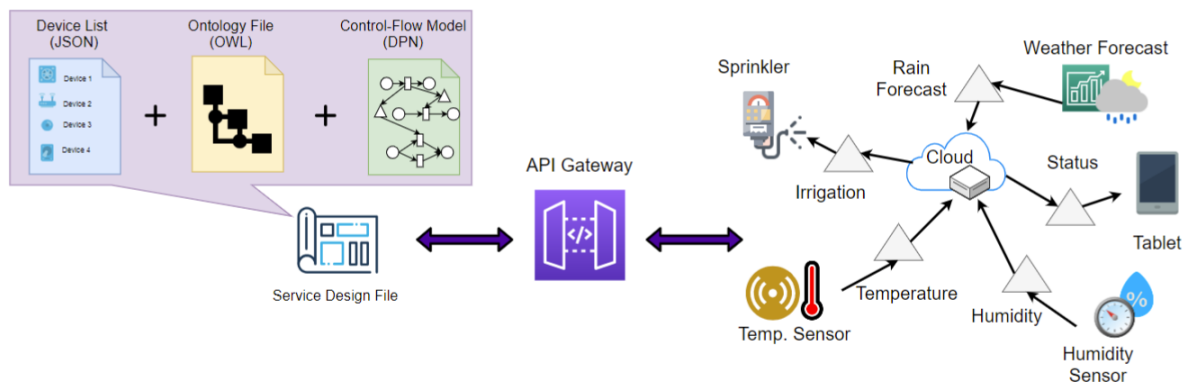 Device List
(JSON)
Ontology File
(OWL)
Control-Flow Model
(DPN)
Device 1
Device 2
Device 3
Device 4
+
+
Service Design File
API Gateway
</>
Sprinkler
Rain
Forecast
Weather Forecast
Cloud
Status
Irrigation
Tablet
Temperature
Temp. Sensor
Humidity
%
Humidity
Sensor